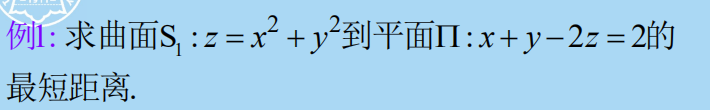 例1: 求曲面S₁ : z = x² + y²到平面Π : x + y − 2z = 2的
最短距离.